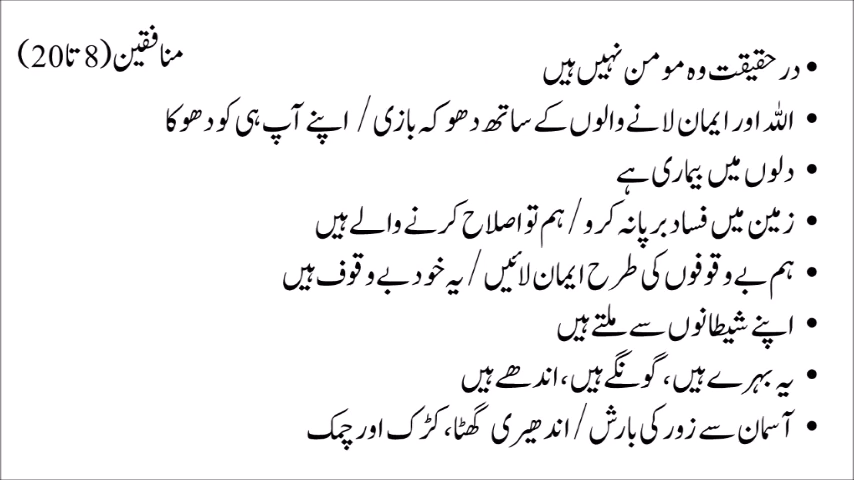 منافقین(8 تا20)
• در حقیقت وہ مومن نہیں ہیں
• اللہ اور ایمان لانے والوں کے ساتھ دھوکہ بازی/ اپنے آپ ہی کو دھوکا
• دلوں میں بیماری ہے
• زمین میں فساد برپا نہ کرو/ہم تو اصلاح کرنے والے ہیں
• ہم بے وقوفوں کی طرح ایمان لائیں/یہ خود بے وقوف ہیں
• اپنے شیطانوں سے ملتے ہیں
• یہ بہرے ہیں، گونگے ہیں،اندھے ہیں
• آسمان سے زور کی بارش/اندھیری گھٹا، کڑک اور چمک